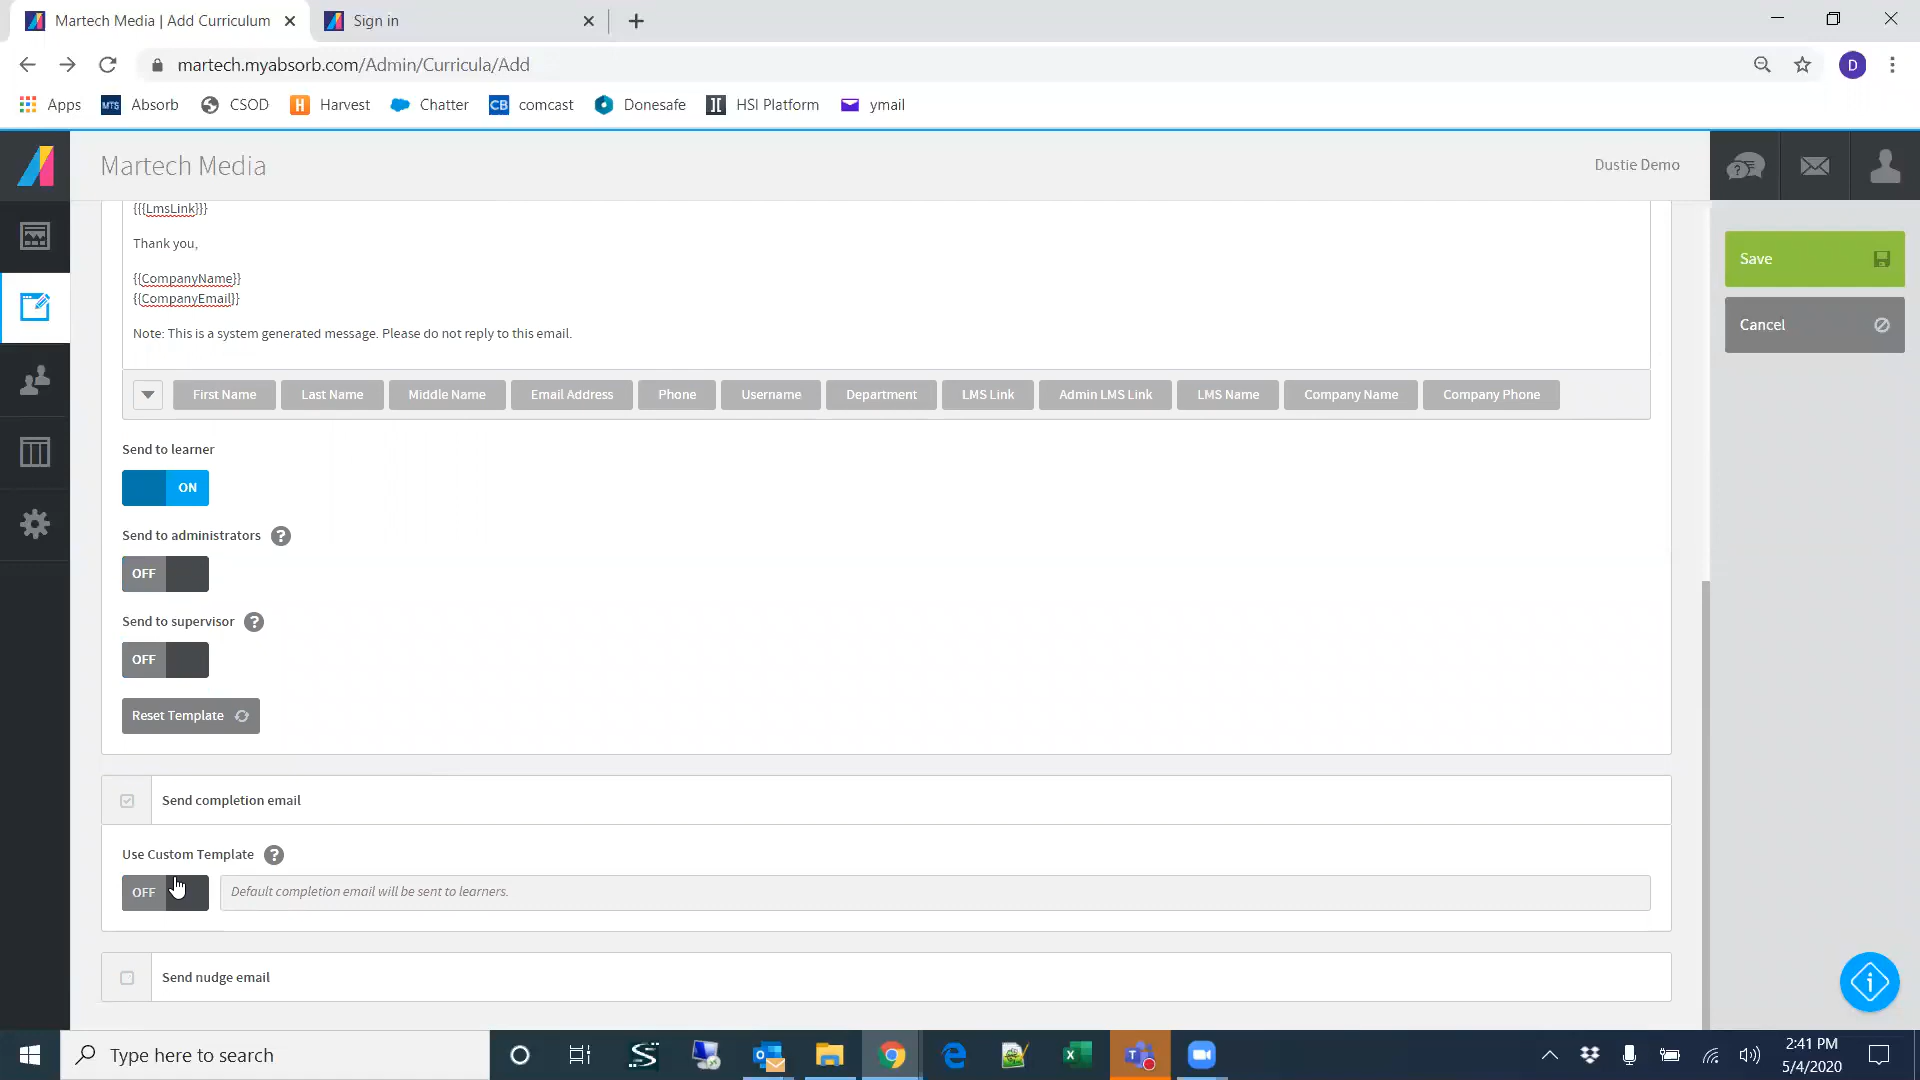 Martech Media | Add Curriculum
Sign in
martech.myabsorb.com/Admin/Curricula/Add
D
Apps
MTS Absorb
CSOD
H Harvest
Chatter
CB comcast
Donesafe
HSI Platform
ymail
Martech Media
Dustie Demo
{{{LmsLink}}}
Thank you,
{{CompanyName}}
{{CompanyEmail}}
Note: This is a system generated message. Please do not reply to this email.
First Name
Last Name
Middle Name
Email Address
Phone
Username
Department
LMS Link
Admin LMS Link
LMS Name
Company Name
Company Phone
Save
Cancel
Send to learner
ON
Send to administrators ?
OFF
Send to supervisor ?
OFF
Reset Template
Send completion email
Use Custom Template ?
OFF
Default completion email will be sent to learners.
Send nudge email
Type here to search
2:41 PM
5/4/2020